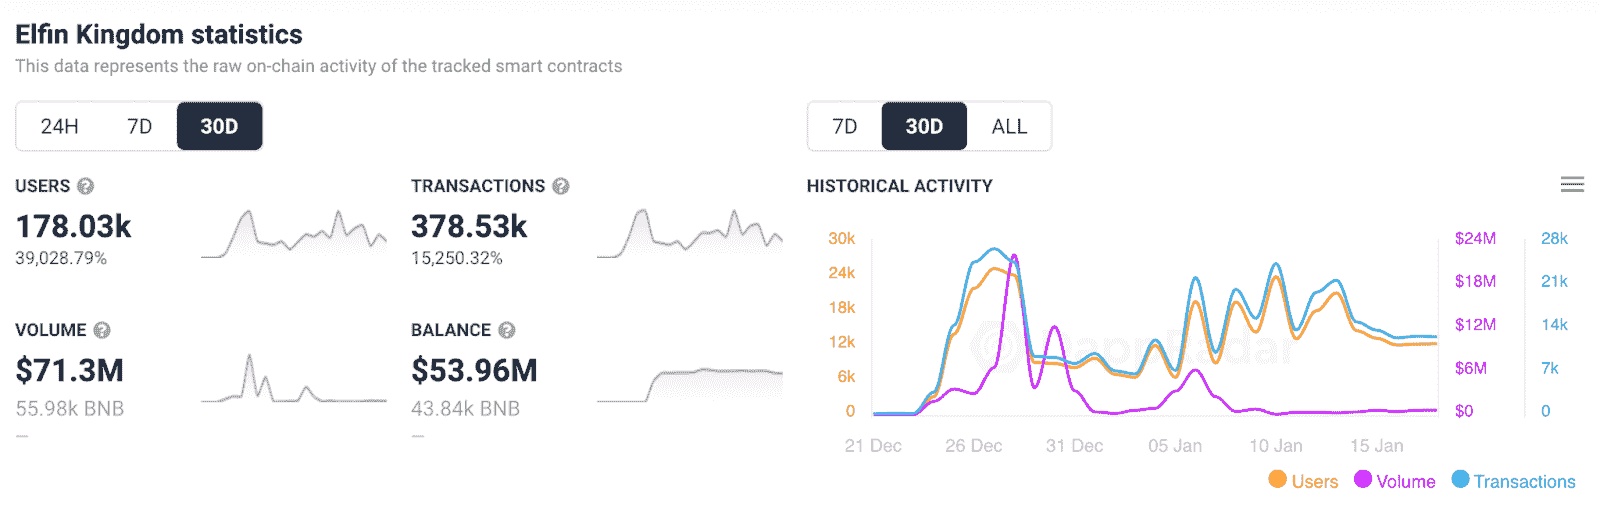 Elfin Kingdom statistics
This data represents the raw on-chain activity of the tracked smart contracts
24H 7D 30D
USERS ?
178.03k
39,028.79%
TRANSACTIONS ?
378.53k
15,250.32%
VOLUME ?
$71.3M
55.98k BNB
—
BALANCE ?
$53.96M
43.84k BNB
—
7D 30D ALL
HISTORICAL ACTIVITY
30k $24M 28k
24k $18M 21k
18k $12M 14k
12k $6M 7k
6k $0 0
0
DappRadar
21 Dec 26 Dec 31 Dec 05 Jan 10 Jan 15 Jan
Users Volume Transactions